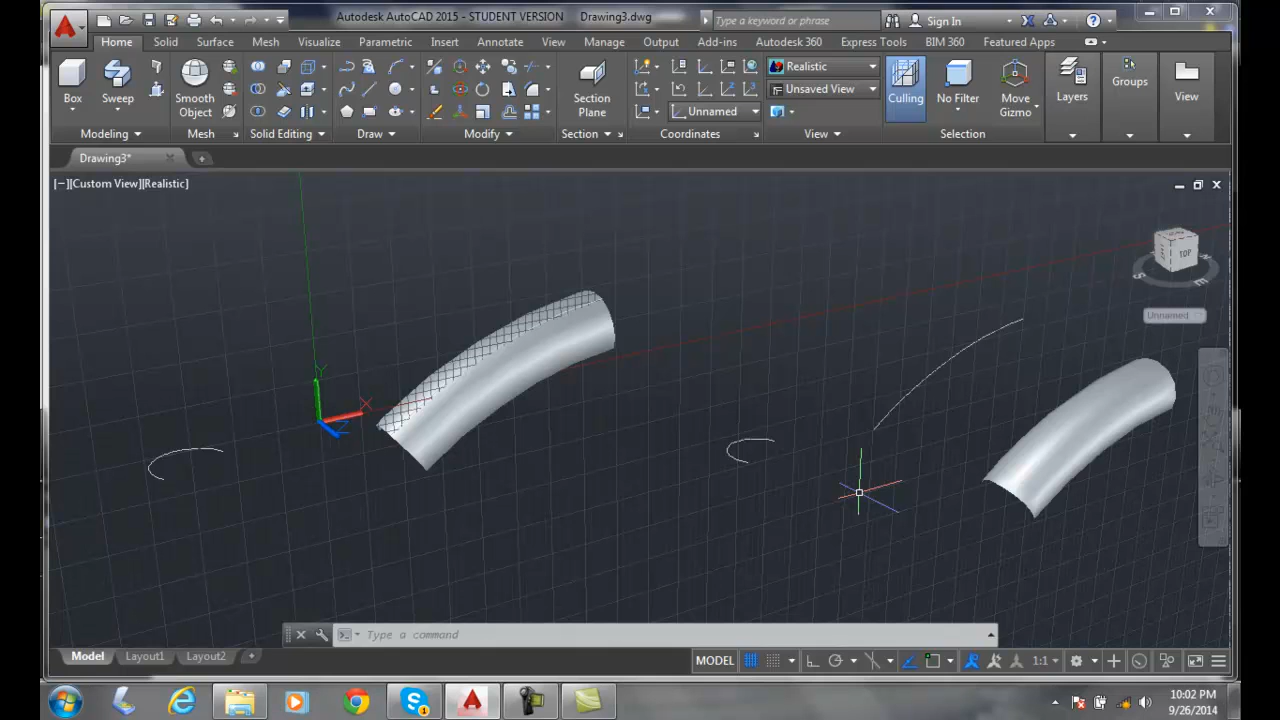 Autodesk AutoCAD 2015 - STUDENT VERSION Drawing3.dwg Type a keyword or phrase Sign In
Home Solid Surface Mesh Visualize Parametric Insert Annotate View Manage Output Add-ins Autodesk 360 Express Tools BIM 360 Featured Apps
Realistic
Unsaved View
Unnamed
Box Sweep Smooth Object Section Plane Culling No Filter Move Gizmo Layers Groups View
Modeling Mesh Solid Editing Draw Modify Section Coordinates View Selection
Drawing3*
[−][Custom View][Realistic]
TOP
S
E
Unnamed
Y
X
Z
Type a command
Model Layout1 Layout2
MODEL 1:1
10:02 PM
9/26/2014